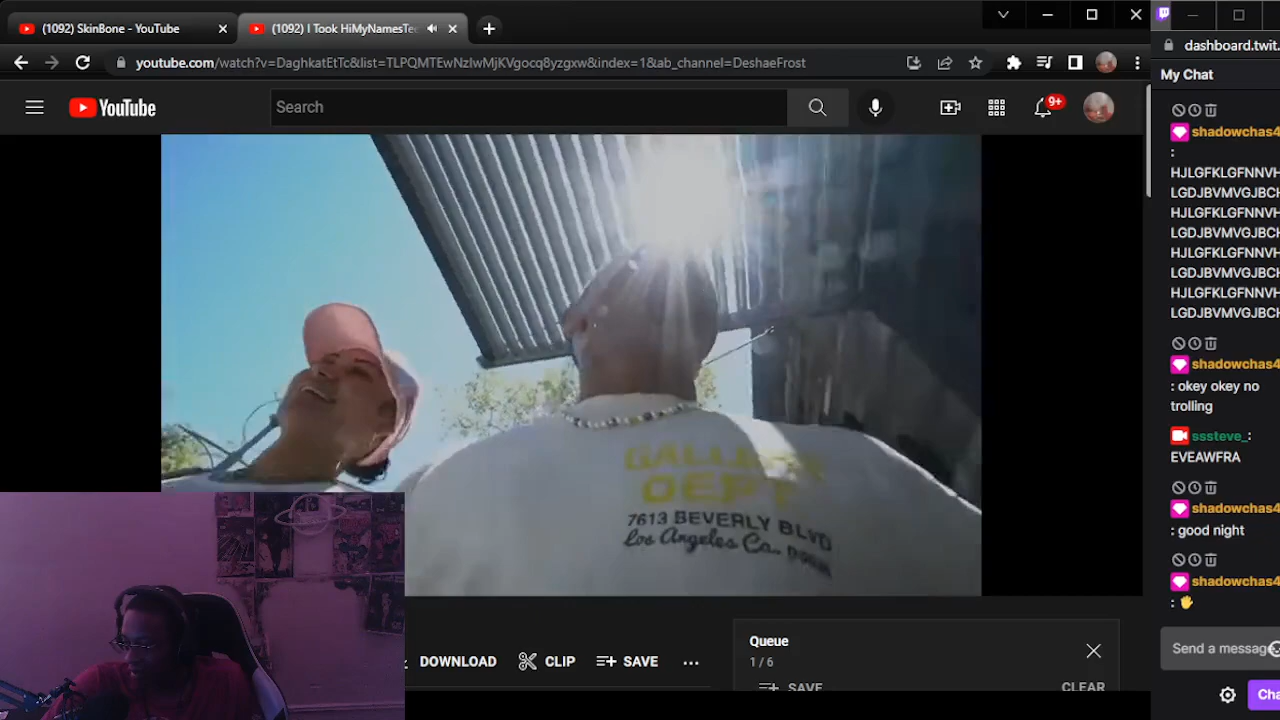 (1092) SkinBone - YouTube
(1092) I Took HiMyNamesTee
dashboard.twit
youtube.com/watch?v=DaghkatEtTc&list=TLPQMTEwNzIwMjKVgocq8yzgxw&index=1&ab_channel=DeshaeFrost
My Chat
YouTube
Search
9+
shadowchas4
:
HJLGFKLGFNNVH
LGDJBVMVGJBCH
HJLGFKLGFNNVH
LGDJBVMVGJBCH
HJLGFKLGFNNVH
LGDJBVMVGJBCH
HJLGFKLGFNNVH
LGDJBVMVGJBCH
shadowchas4
: okey okey no
trolling
sssteve_:
EVEAWFRA
shadowchas4
: good night
shadowchas4
:
GALLERY
DEPT
7613 BEVERLY BLVD
Los Angeles Ca.
DOWNLOAD
CLIP
SAVE
Queue
1 / 6
SAVE
CLEAR
Send a message
Cha